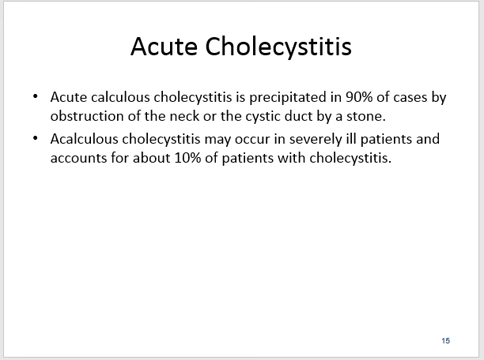 Acute Cholecystitis
• Acute calculous cholecystitis is precipitated in 90% of cases by
obstruction of the neck or the cystic duct by a stone.
• Acalculous cholecystitis may occur in severely ill patients and
accounts for about 10% of patients with cholecystitis.
15